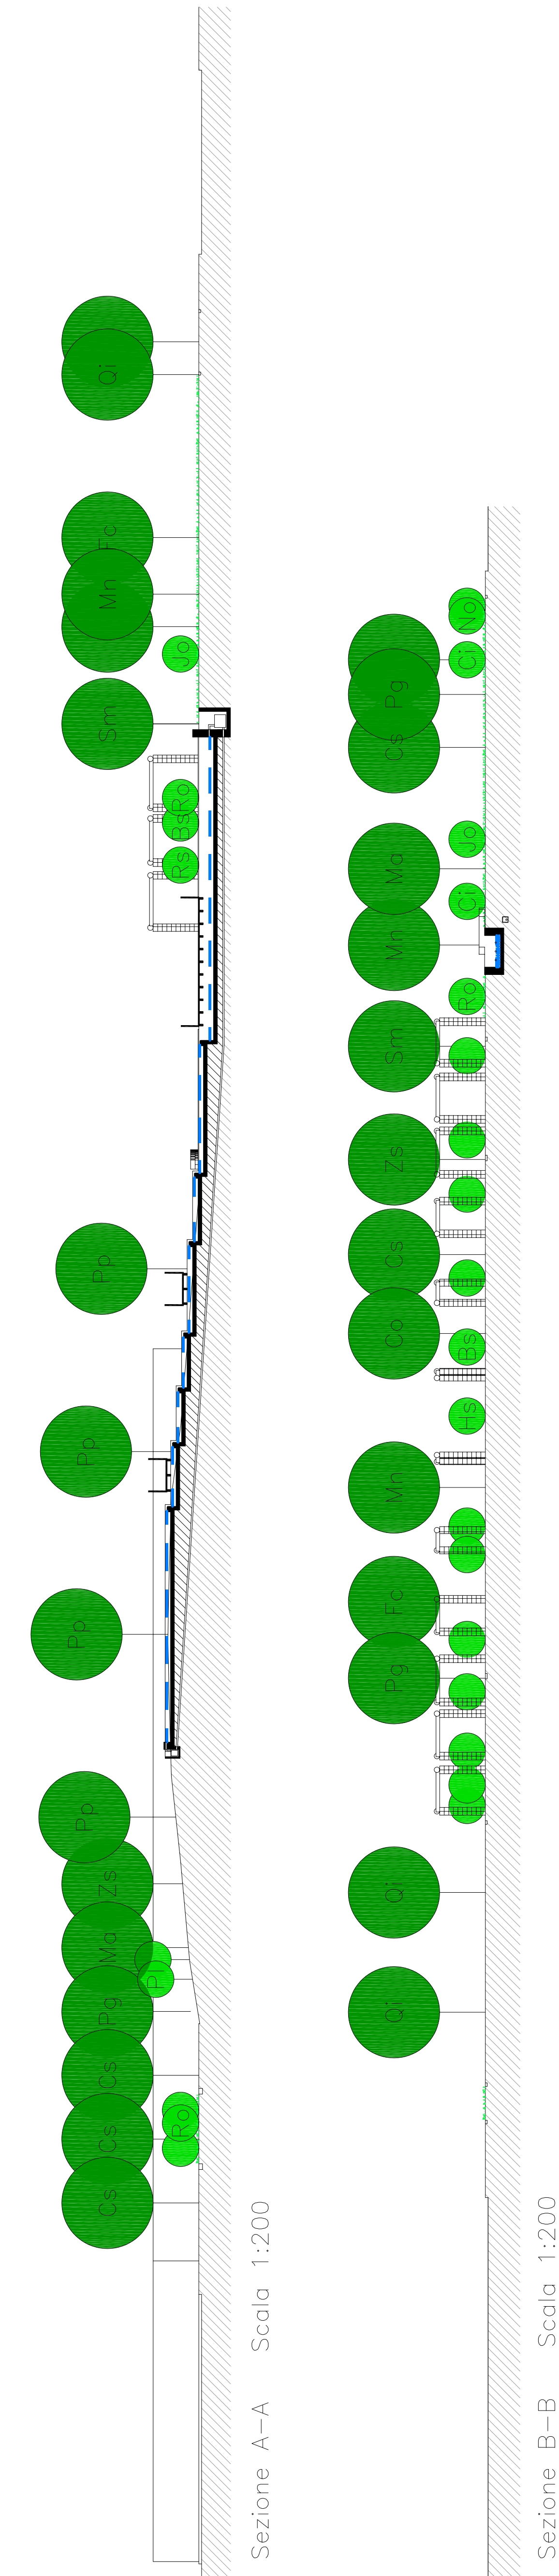 Cs Cs Cs Pg Ma Zs Pp Pp Pp Pp Sm Mn Fc Qi
Ro Rs Bs Ro Jo
Sezione A-A Scala 1:200
Qi Qi Pg Fc Mn Co Cs Zs Sm Mn Ma Cs Pg
Hs Bs Ro Ci Jo Ci No
Sezione B-B Scala 1:200